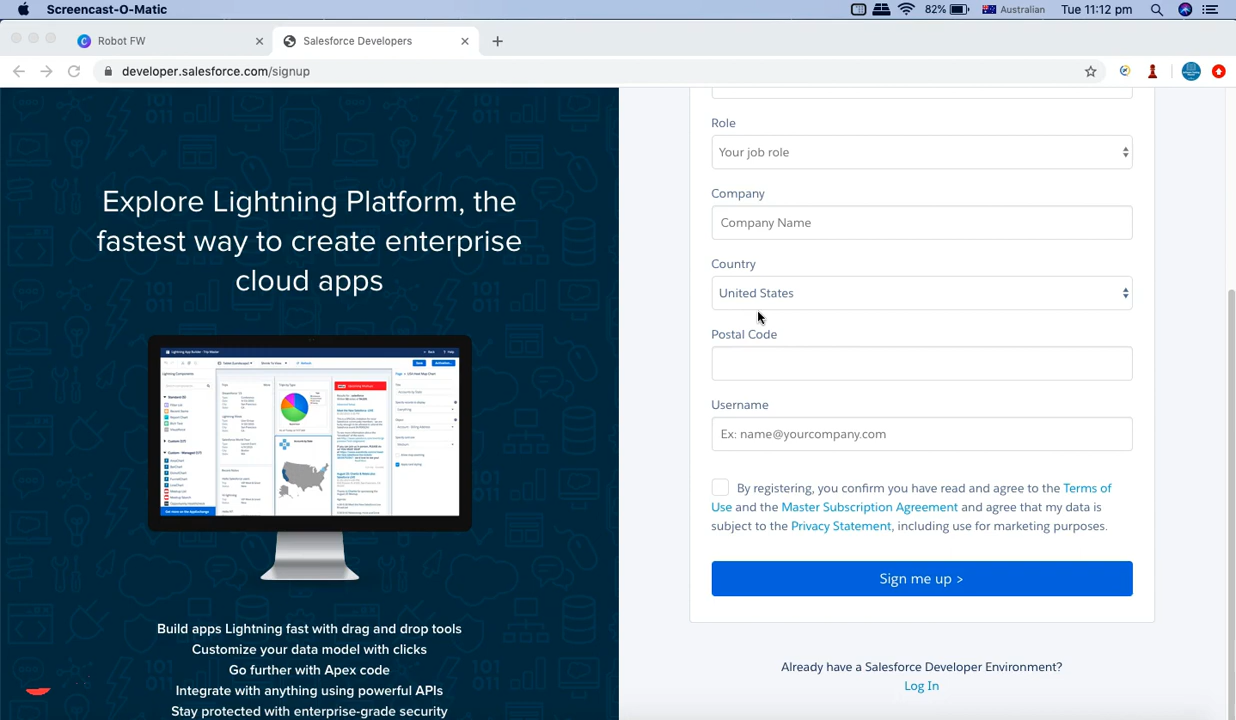 Screencast-O-Matic
82%
Australian
Tue 11:12 pm
Robot FW
Salesforce Developers
developer.salesforce.com/signup
Explore Lightning Platform, the
fastest way to create enterprise
cloud apps
Build apps Lightning fast with drag and drop tools
Customize your data model with clicks
Go further with Apex code
Integrate with anything using powerful APIs
Stay protected with enterprise-grade security
Role
Your job role
Company
Company Name
Country
United States
Postal Code
Username
Ex: name@yourcompany.com
By registering, you confirm you have read and agree to the Terms of
Use and the Master Subscription Agreement and agree that my data is
subject to the Privacy Statement, including use for marketing purposes.
Sign me up >
Already have a Salesforce Developer Environment?
Log In